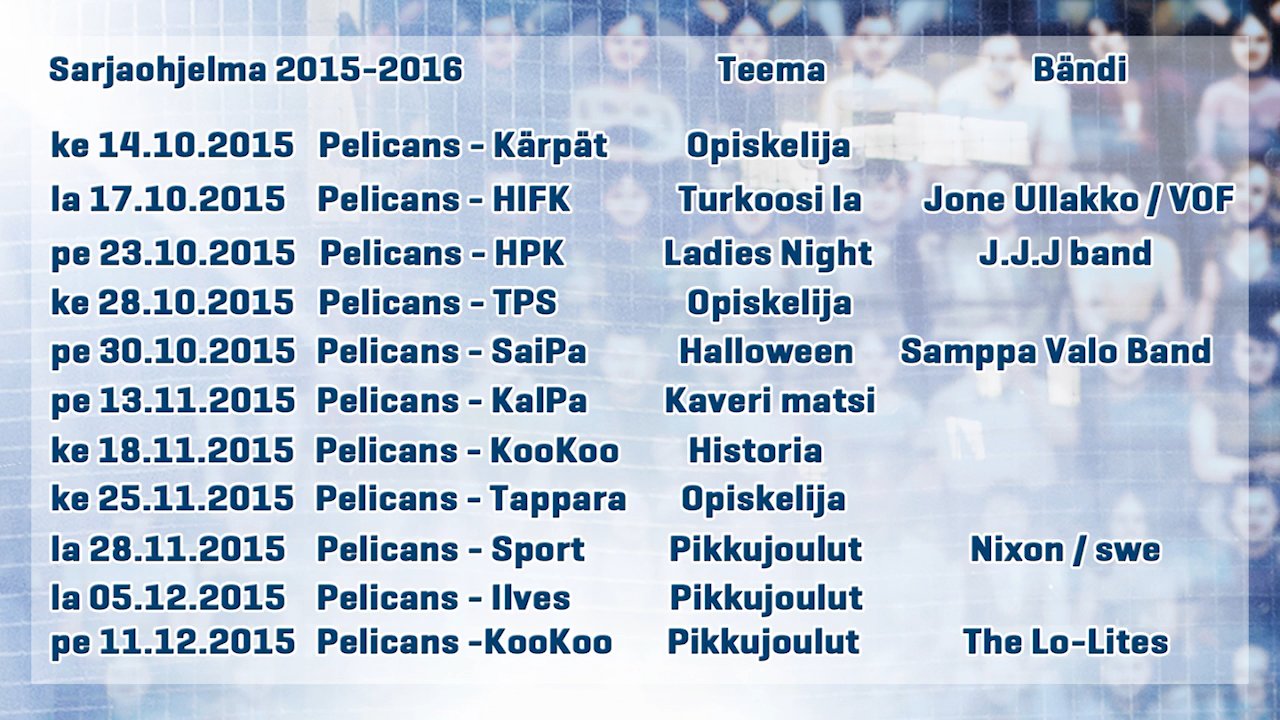 Sarjaohjelma 2015-2016 Teema Bändi
ke 14.10.2015 Pelicans - Kärpät Opiskelija
la 17.10.2015 Pelicans - HIFK Turkoosi la Jone Ullakko / VOF
pe 23.10.2015 Pelicans - HPK Ladies Night J.J.J band
ke 28.10.2015 Pelicans - TPS Opiskelija
pe 30.10.2015 Pelicans - SaiPa Halloween Samppa Valo Band
pe 13.11.2015 Pelicans - KalPa Kaveri matsi
ke 18.11.2015 Pelicans - KooKoo Historia
ke 25.11.2015 Pelicans - Tappara Opiskelija
la 28.11.2015 Pelicans - Sport Pikkujoulut Nixon / swe
la 05.12.2015 Pelicans - Ilves Pikkujoulut
pe 11.12.2015 Pelicans -KooKoo Pikkujoulut The Lo-Lites